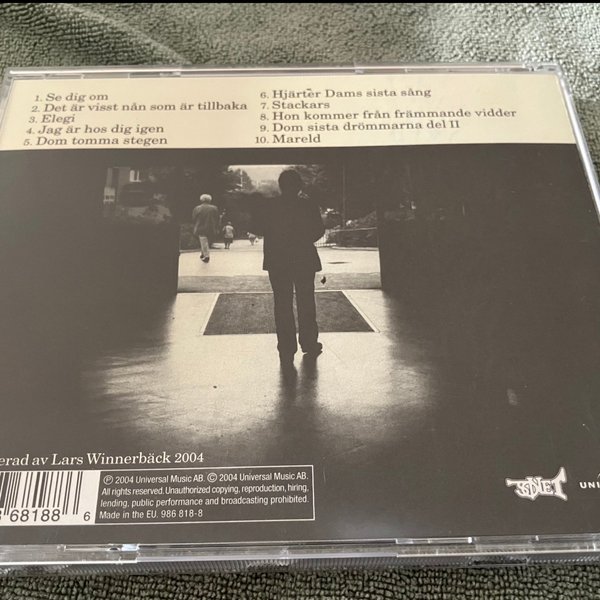 1. Se dig om
2. Det är visst nån som är tillbaka
3. Elegi
4. Jag är hos dig igen
5. Dom tomma stegen
6. Hjärter Dams sista sång
7. Stackars
8. Hon kommer från främmande vidder
9. Dom sista drömmarna del II
10. Mareld
erad av Lars Winnerbäck 2004
℗ 2004 Universal Music AB. © 2004 Universal Music AB.
All rights reserved. Unauthorized copying, reproduction, hiring,
lending, public performance and broadcasting prohibited.
Made in the EU. 986 818-8
68188 6
UNI